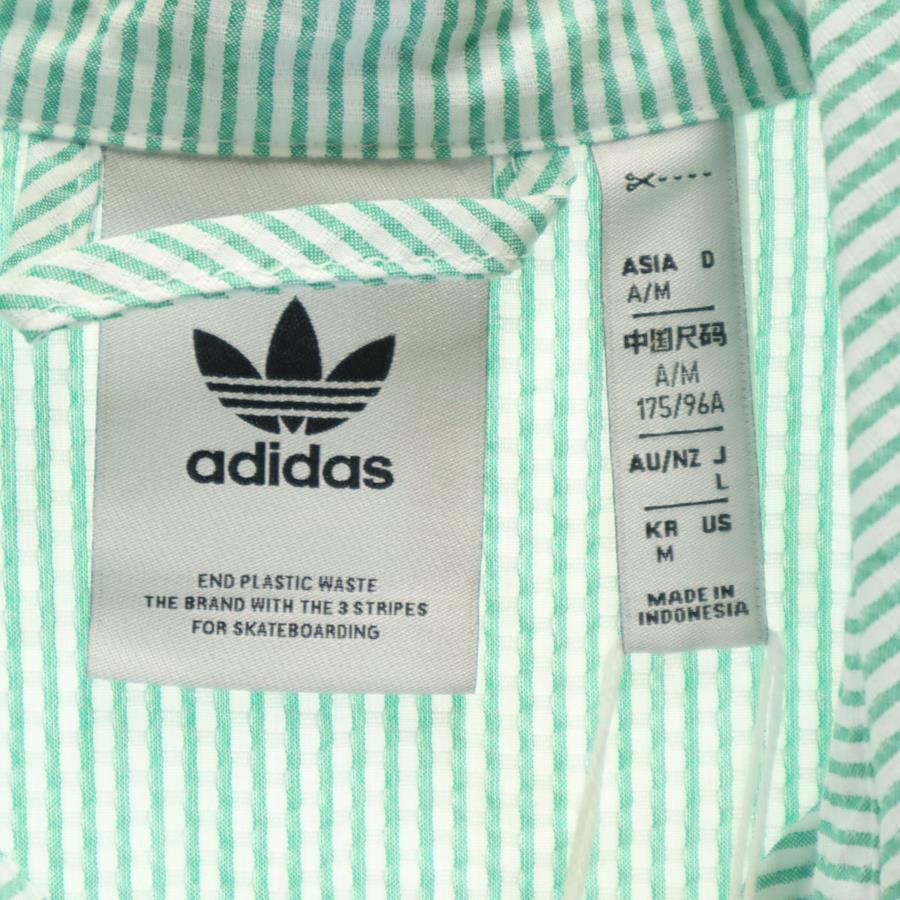 adidas
END PLASTIC WASTE
THE BRAND WITH THE 3 STRIPES
FOR SKATEBOARDING
ASIA D
A/M
中国尺码
A/M
175/96A
AU/NZ J
L
KR US
M
MADE IN
INDONESIA